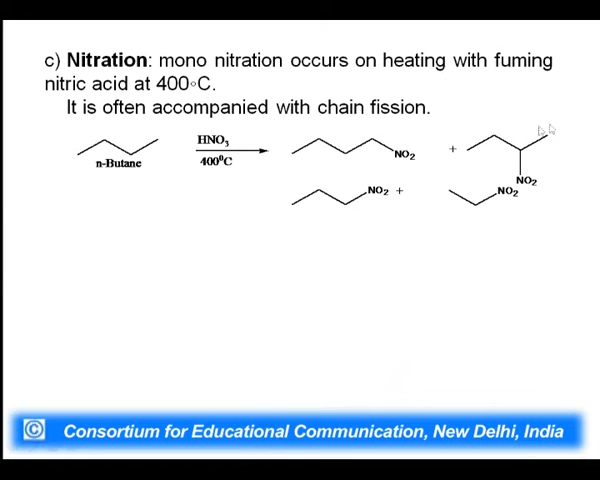 c) Nitration: mono nitration occurs on heating with fuming
nitric acid at 400◦C.
It is often accompanied with chain fission.
HNO₃
n-Butane
400⁰C
NO₂
+
NO₂
NO₂ +
NO₂
© Consortium for Educational Communication, New Delhi, India